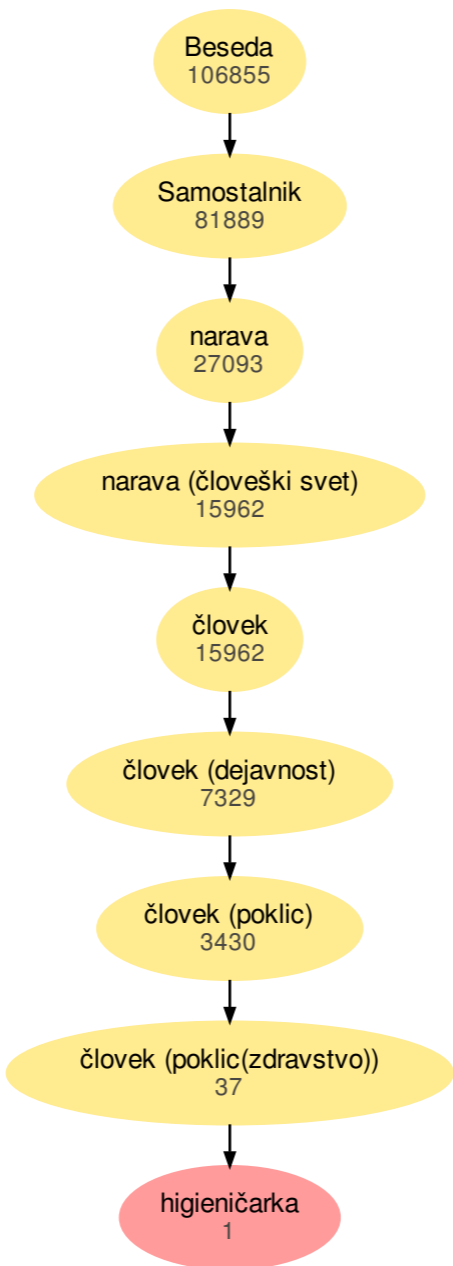 Beseda
106855
Samostalnik
81889
narava
27093
narava (človeški svet)
15962
človek
15962
človek (dejavnost)
7329
človek (poklic)
3430
človek (poklic(zdravstvo))
37
higieničarka
1